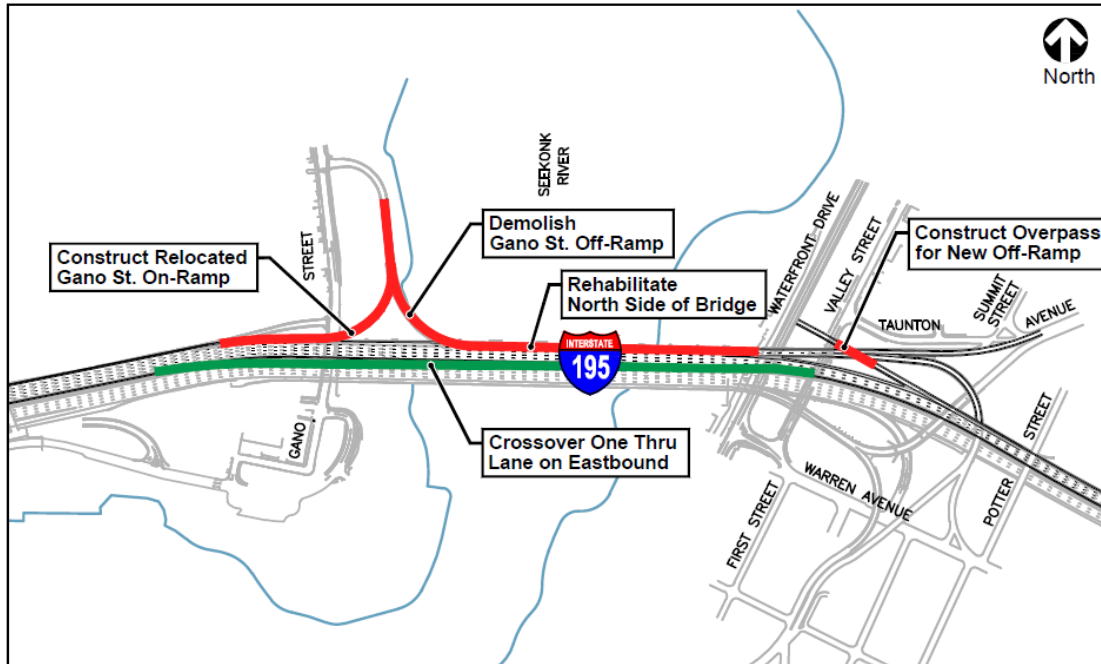 North
SEEKONK
RIVER
Demolish
Gano St. Off-Ramp
Construct Relocated
Gano St. On-Ramp
STREET
Rehabilitate
North Side of Bridge
WATERFRONT DRIVE
VALLEY STREET
Construct Overpass
for New Off-Ramp
SUMMIT
STREET
TAUNTON
AVENUE
INTERSTATE
195
GANO
Crossover One Thru
Lane on Eastbound
STREET
POTTER
WARREN AVENUE
FIRST STREET